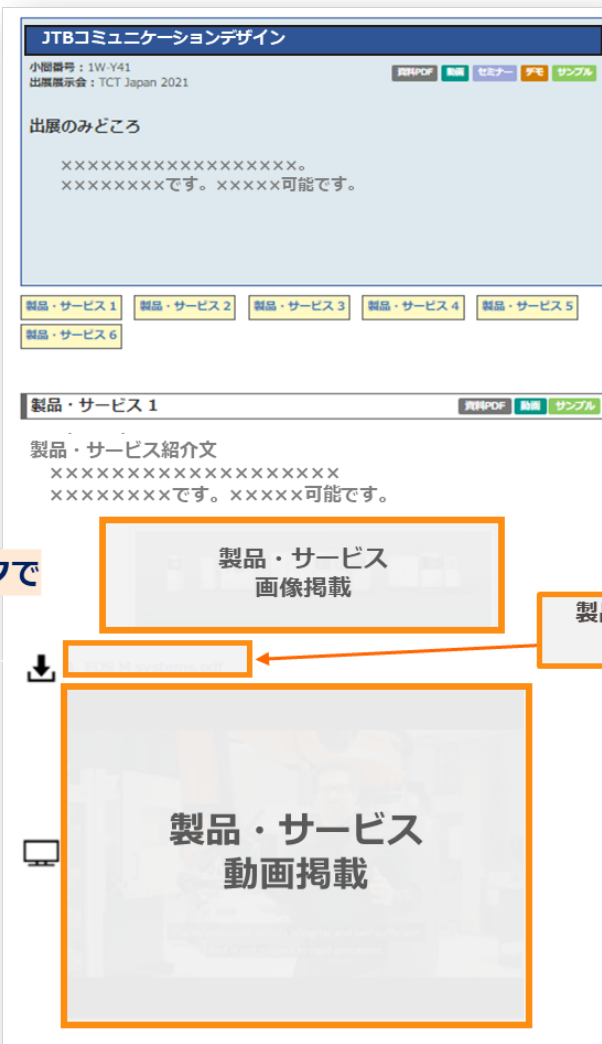 JTBコミュニケーションデザイン
小間番号：1W-Y41
出展展示会：TCT Japan 2021
資料PDF 動画 セミナー デモ サンプル
出展のみどころ
××××××××××××××××××。
××××××××です。×××××可能です。
製品・サービス 1 製品・サービス 2 製品・サービス 3 製品・サービス 4 製品・サービス 5
製品・サービス 6
製品・サービス 1
資料PDF 動画 サンプル
製品・サービス紹介文
×××××××××××××××××××
××××××××です。×××××可能です。
クで
製品・サービス
画像掲載
製品
EOS M systems.pdf
製品・サービス
動画掲載